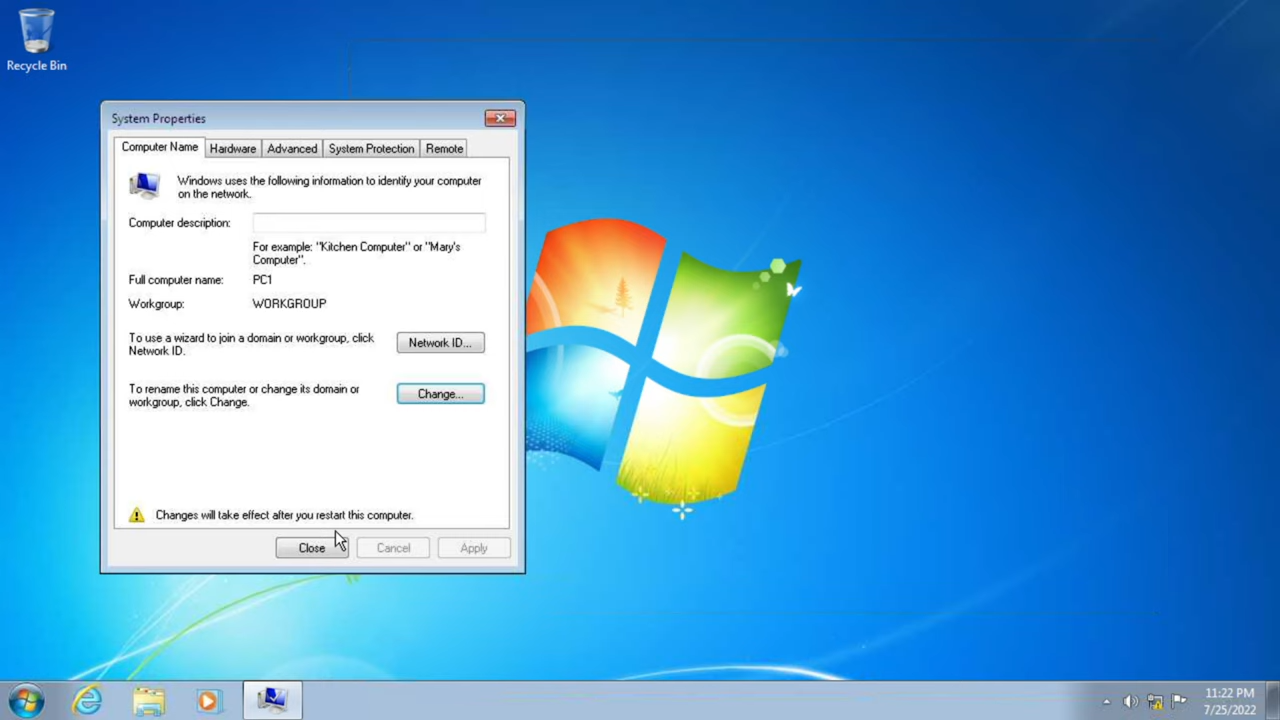 Recycle Bin
System Properties
Computer Name Hardware Advanced System Protection Remote
Windows uses the following information to identify your computer
on the network.
Computer description:
For example: "Kitchen Computer" or "Mary's
Computer".
Full computer name: PC1
Workgroup: WORKGROUP
To use a wizard to join a domain or workgroup, click
Network ID.
Network ID...
To rename this computer or change its domain or
workgroup, click Change.
Change...
Changes will take effect after you restart this computer.
Close Cancel Apply
11:22 PM
7/25/2022